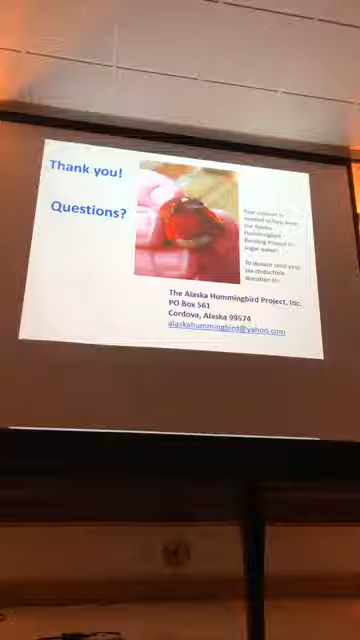 Thank you!
Questions?
Your support is
needed to help keep
the Alaska
Hummingbird
Banding Project in
sugar water!
To donate send your
tax-deductible
donation to:
The Alaska Hummingbird Project, Inc.
PO Box 561
Cordova, Alaska 99574
alaskahummingbird@yahoo.com